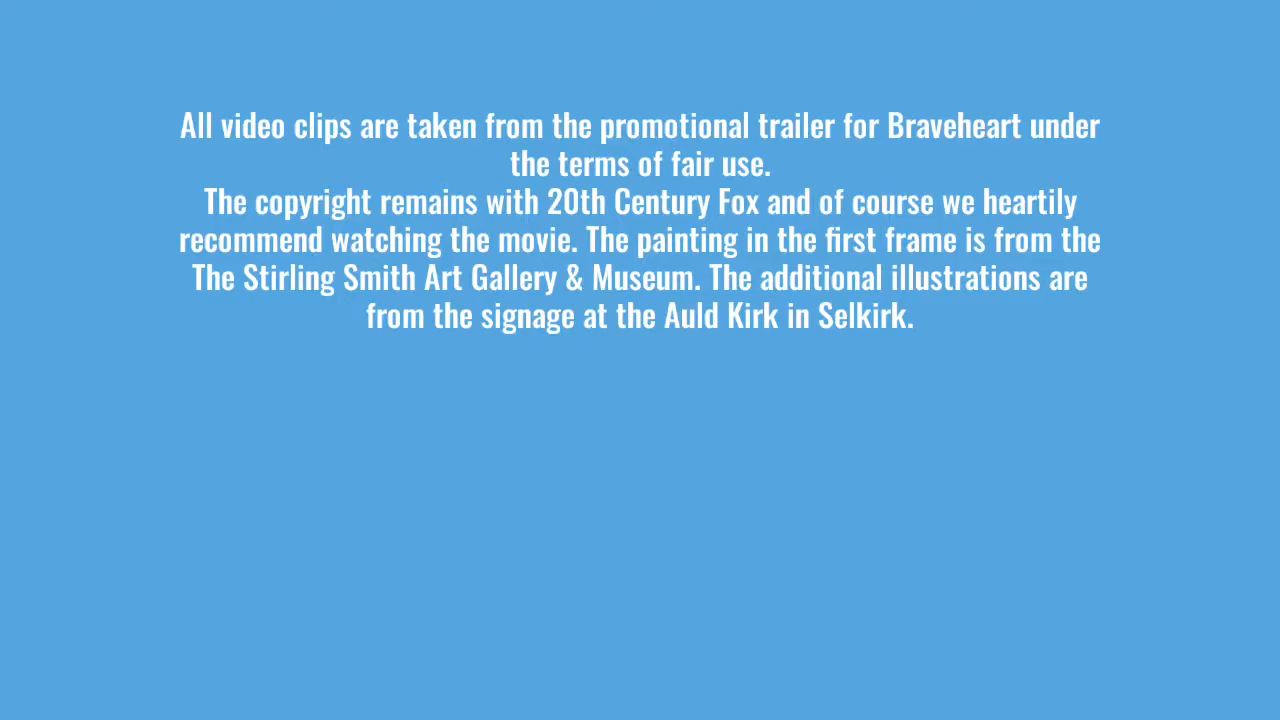 All video clips are taken from the promotional trailer for Braveheart under
the terms of fair use.
The copyright remains with 20th Century Fox and of course we heartily
recommend watching the movie. The painting in the first frame is from the
The Stirling Smith Art Gallery & Museum. The additional illustrations are
from the signage at the Auld Kirk in Selkirk.